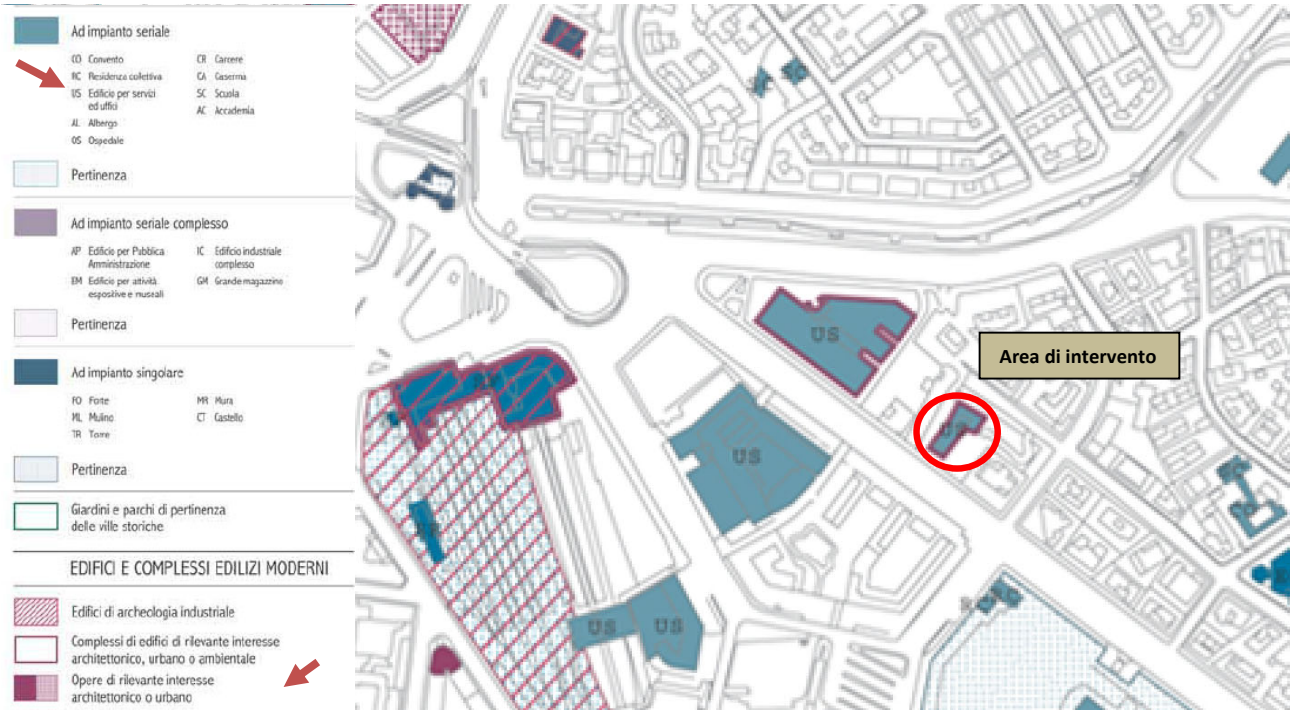 Ad impianto seriale
CO Convento
RC Residenza collettiva
US Edificio per servizi
ed uffici
AL Albergo
OS Ospedale
CR Carcere
CA Caserma
SC Scuola
AC Accademia
Pertinenza
Ad impianto seriale complesso
AP Edificio per Pubblica
Amministrazione
EM Edificio per attività
espositive e museali
IC Edificio industriale
complesso
GM Grande magazzino
Pertinenza
Ad impianto singolare
FO Forte
ML Mulino
TR Torre
MR Mura
CT Castello
Pertinenza
Giardini e parchi di pertinenza
delle ville storiche
EDIFICI E COMPLESSI EDILIZI MODERNI
Edifici di archeologia industriale
Complessi di edifici di rilevante interesse
architettorico, urbano o ambientale
Opere di rilevante interesse
architettorico o urbano
US
Area di intervento
US
US
US
US